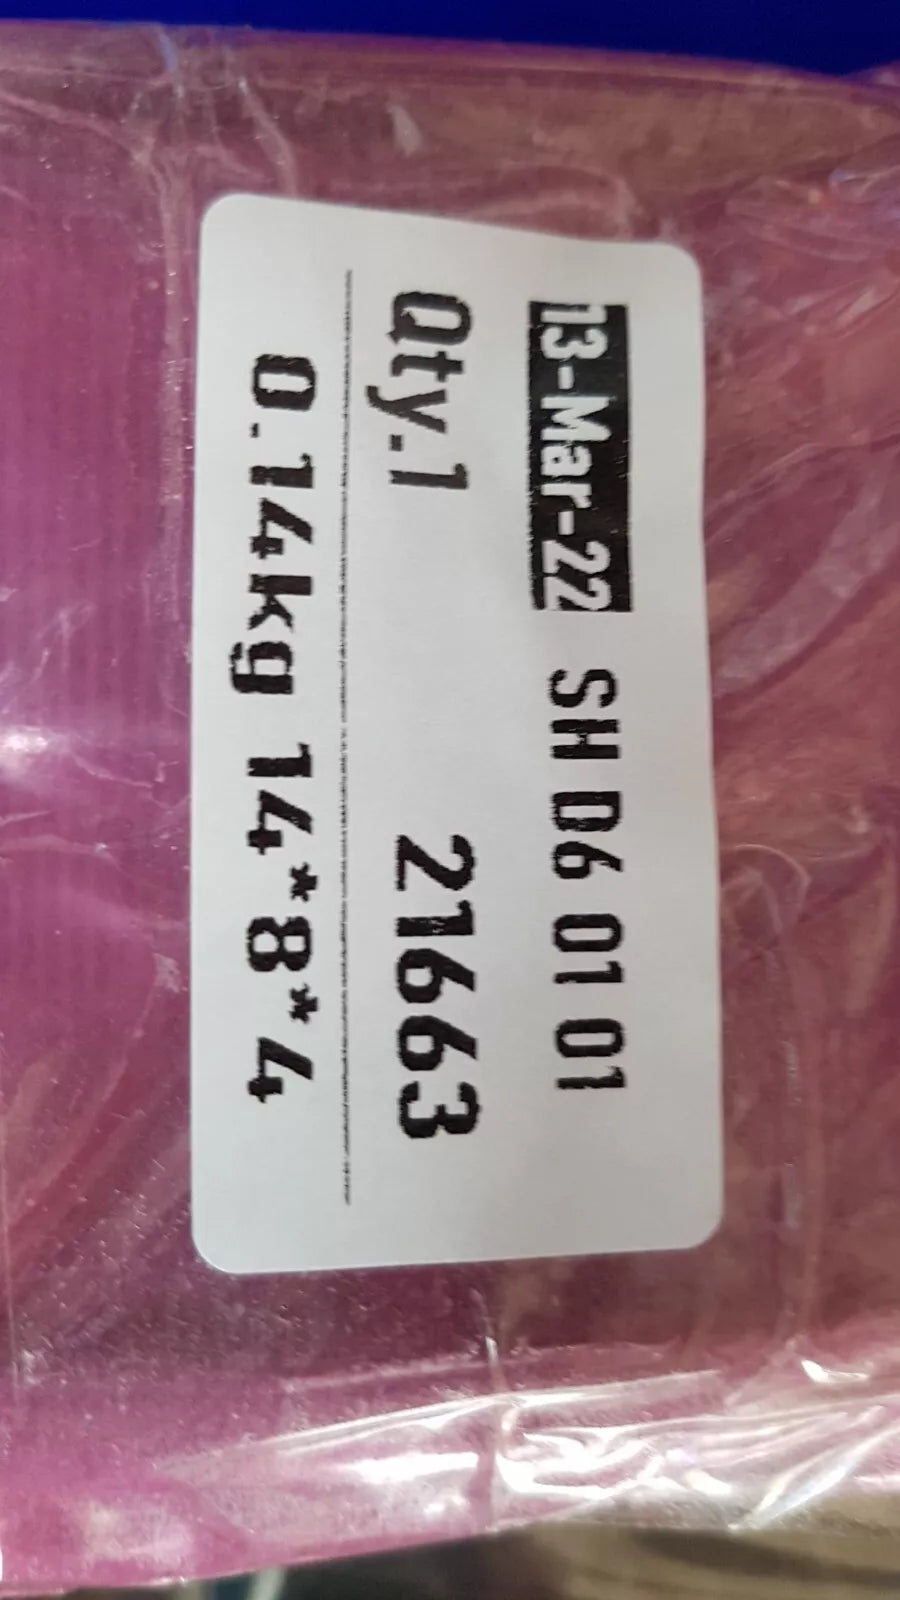 13-Mar-22 SH D6 01 01
Qty.1 21663
0.14kg 14*8*4